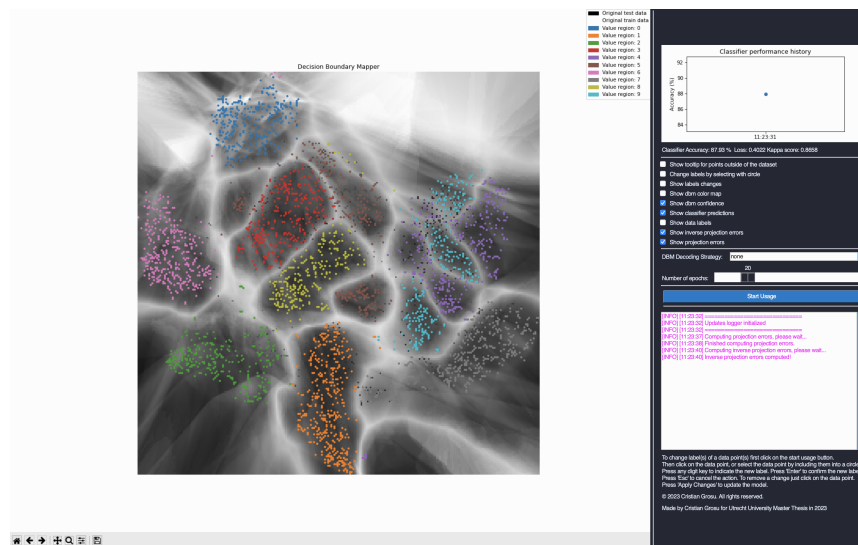 Original test data
Original train data
Value region: 0
Value region: 1
Value region: 2
Value region: 3
Value region: 4
Value region: 5
Value region: 6
Value region: 7
Value region: 8
Value region: 9
Decision Boundary Mapper
Classifier performance history
92
90
88
86
84
Accuracy (%)
11:23:31
Classifier Accuracy: 87.93 % Loss: 0.4022 Kappa score: 0.8658
Show tooltip for points outside of the dataset
Change labels by selecting with circle
Show labels changes
Show dbm color map
Show dbm confidence
Show classifier predictions
Show data labels
Show inverse projection errors
Show projection errors
DBM Decoding Strategy: none
20
Number of epochs:
Start Usage
[INFO] [11:23:32] ==============================
[INFO] [11:23:32] Updates logger initialized
[INFO] [11:23:32] ==============================
[INFO] [11:23:37] Computing projection errors, please wait...
[INFO] [11:23:38] Finished computing projection errors.
[INFO] [11:23:40] Computing inverse projection errors, please wait...
[INFO] [11:23:40] Inverse projection errors computed!
To change label(s) of a data point(s) first click on the start usage button.
Then click on the data point, or select the data point by including them into a circle
Press any digit key to indicate the new label. Press 'Enter' to confirm the new labe
Press 'Esc' to cancel the action. To remove a change just click on the data point.
Press 'Apply Changes' to update the model.
© 2023 Cristian Grosu. All rights reserved.
Made by Cristian Grosu for Utrecht University Master Thesis in 2023